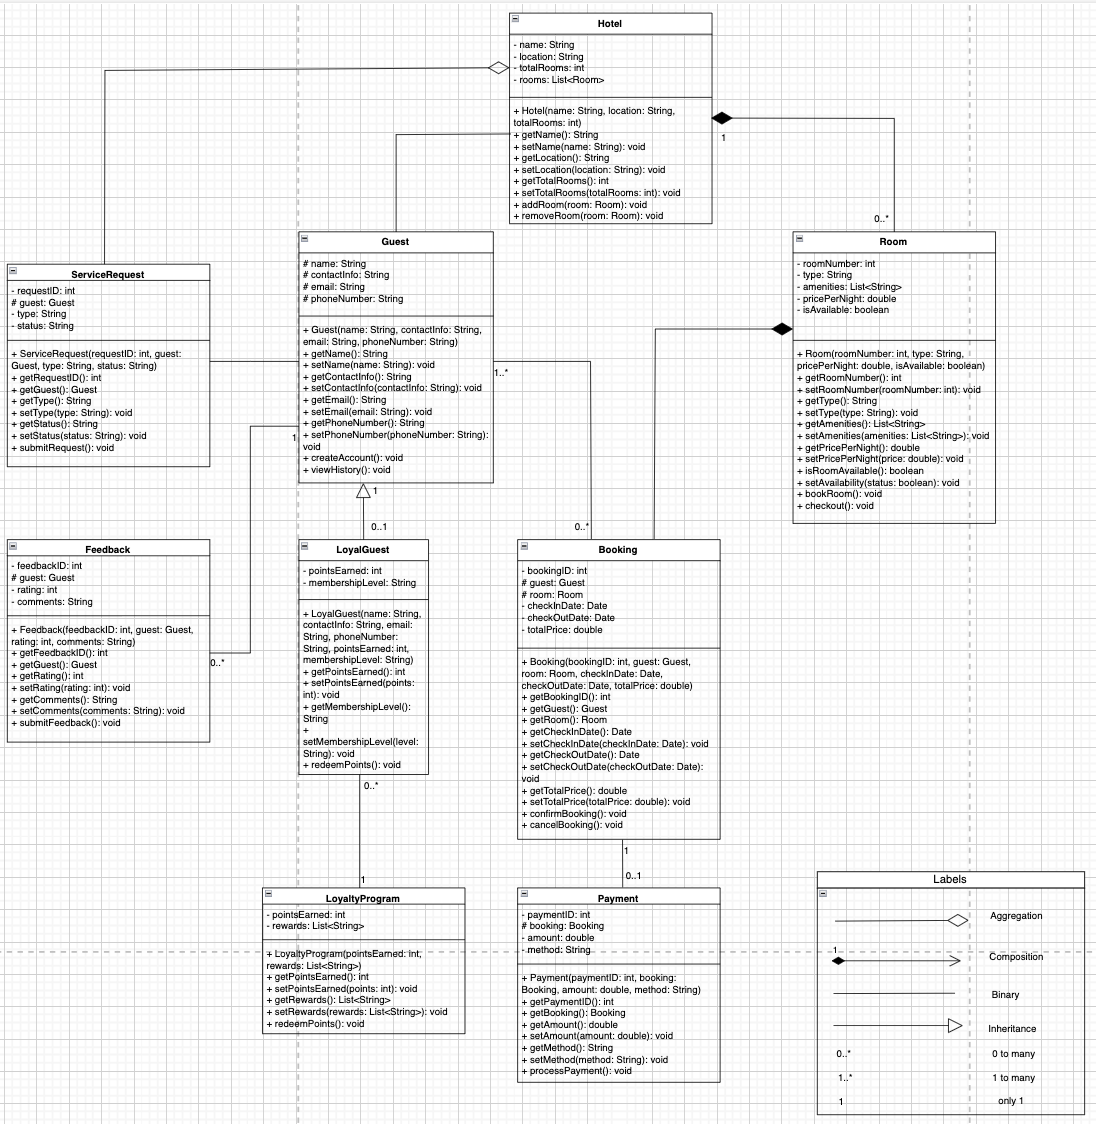 Hotel
- name: String
- location: String
- totalRooms: int
- rooms: List<Room>
+ Hotel(name: String, location: String,
totalRooms: int)
+ getName(): String
+ setName(name: String): void
+ getLocation(): String
+ setLocation(location: String): void
+ getTotalRooms(): int
+ setTotalRooms(totalRooms: int): void
+ addRoom(room: Room): void
+ removeRoom(room: Room): void
1
0..*
Guest
# name: String
# contactInfo: String
# email: String
# phoneNumber: String
+ Guest(name: String, contactInfo: String,
email: String, phoneNumber: String)
+ getName(): String
+ setName(name: String): void
+ getContactInfo(): String
+ setContactInfo(contactInfo: String): void
+ getEmail(): String
+ setEmail(email: String): void
+ getPhoneNumber(): String
+ setPhoneNumber(phoneNumber: String):
void
+ createAccount(): void
+ viewHistory(): void
1..*
1
1
0..1
0..*
Room
- roomNumber: int
- type: String
- amenities: List<String>
- pricePerNight: double
- isAvailable: boolean
+ Room(roomNumber: int, type: String,
pricePerNight: double, isAvailable: boolean)
+ getRoomNumber(): int
+ setRoomNumber(roomNumber: int): void
+ getType(): String
+ setType(type: String): void
+ getAmenities(): List<String>
+ setAmenities(amenities: List<String>): void
+ getPricePerNight(): double
+ setPricePerNight(price: double): void
+ isRoomAvailable(): boolean
+ setAvailability(status: boolean): void
+ bookRoom(): void
+ checkout(): void
ServiceRequest
- requestID: int
# guest: Guest
- type: String
- status: String
+ ServiceRequest(requestID: int, guest:
Guest, type: String, status: String)
+ getRequestID(): int
+ getGuest(): Guest
+ getType(): String
+ setType(type: String): void
+ getStatus(): String
+ setStatus(status: String): void
+ submitRequest(): void
Feedback
- feedbackID: int
# guest: Guest
- rating: int
- comments: String
+ Feedback(feedbackID: int, guest: Guest,
rating: int, comments: String)
+ getFeedbackID(): int
+ getGuest(): Guest
+ getRating(): int
+ setRating(rating: int): void
+ getComments(): String
+ setComments(comments: String): void
+ submitFeedback(): void
0..*
LoyalGuest
- pointsEarned: int
- membershipLevel: String
+ LoyalGuest(name: String,
contactInfo: String, email:
String, phoneNumber:
String, pointsEarned: int,
membershipLevel: String)
+ getPointsEarned(): int
+ setPointsEarned(points:
int): void
+ getMembershipLevel():
String
+
setMembershipLevel(level:
String): void
+ redeemPoints(): void
0..*
1
Booking
- bookingID: int
# guest: Guest
# room: Room
- checkInDate: Date
- checkOutDate: Date
- totalPrice: double
+ Booking(bookingID: int, guest: Guest,
room: Room, checkInDate: Date,
checkOutDate: Date, totalPrice: double)
+ getBookingID(): int
+ getGuest(): Guest
+ getRoom(): Room
+ getCheckInDate(): Date
+ setCheckInDate(checkInDate: Date): void
+ getCheckOutDate(): Date
+ setCheckOutDate(checkOutDate: Date):
void
+ getTotalPrice(): double
+ setTotalPrice(totalPrice: double): void
+ confirmBooking(): void
+ cancelBooking(): void
1
0..1
LoyaltyProgram
- pointsEarned: int
- rewards: List<String>
+ LoyaltyProgram(pointsEarned: int,
rewards: List<String>)
+ getPointsEarned(): int
+ setPointsEarned(points: int): void
+ getRewards(): List<String>
+ setRewards(rewards: List<String>): void
+ redeemPoints(): void
Payment
- paymentID: int
# booking: Booking
- amount: double
- method: String
+ Payment(paymentID: int, booking:
Booking, amount: double, method: String)
+ getPaymentID(): int
+ getBooking(): Booking
+ getAmount(): double
+ setAmount(amount: double): void
+ getMethod(): String
+ setMethod(method: String): void
+ processPayment(): void
Labels
Aggregation
1
Composition
Binary
Inheritance
0..* 0 to many
1..* 1 to many
1 only 1